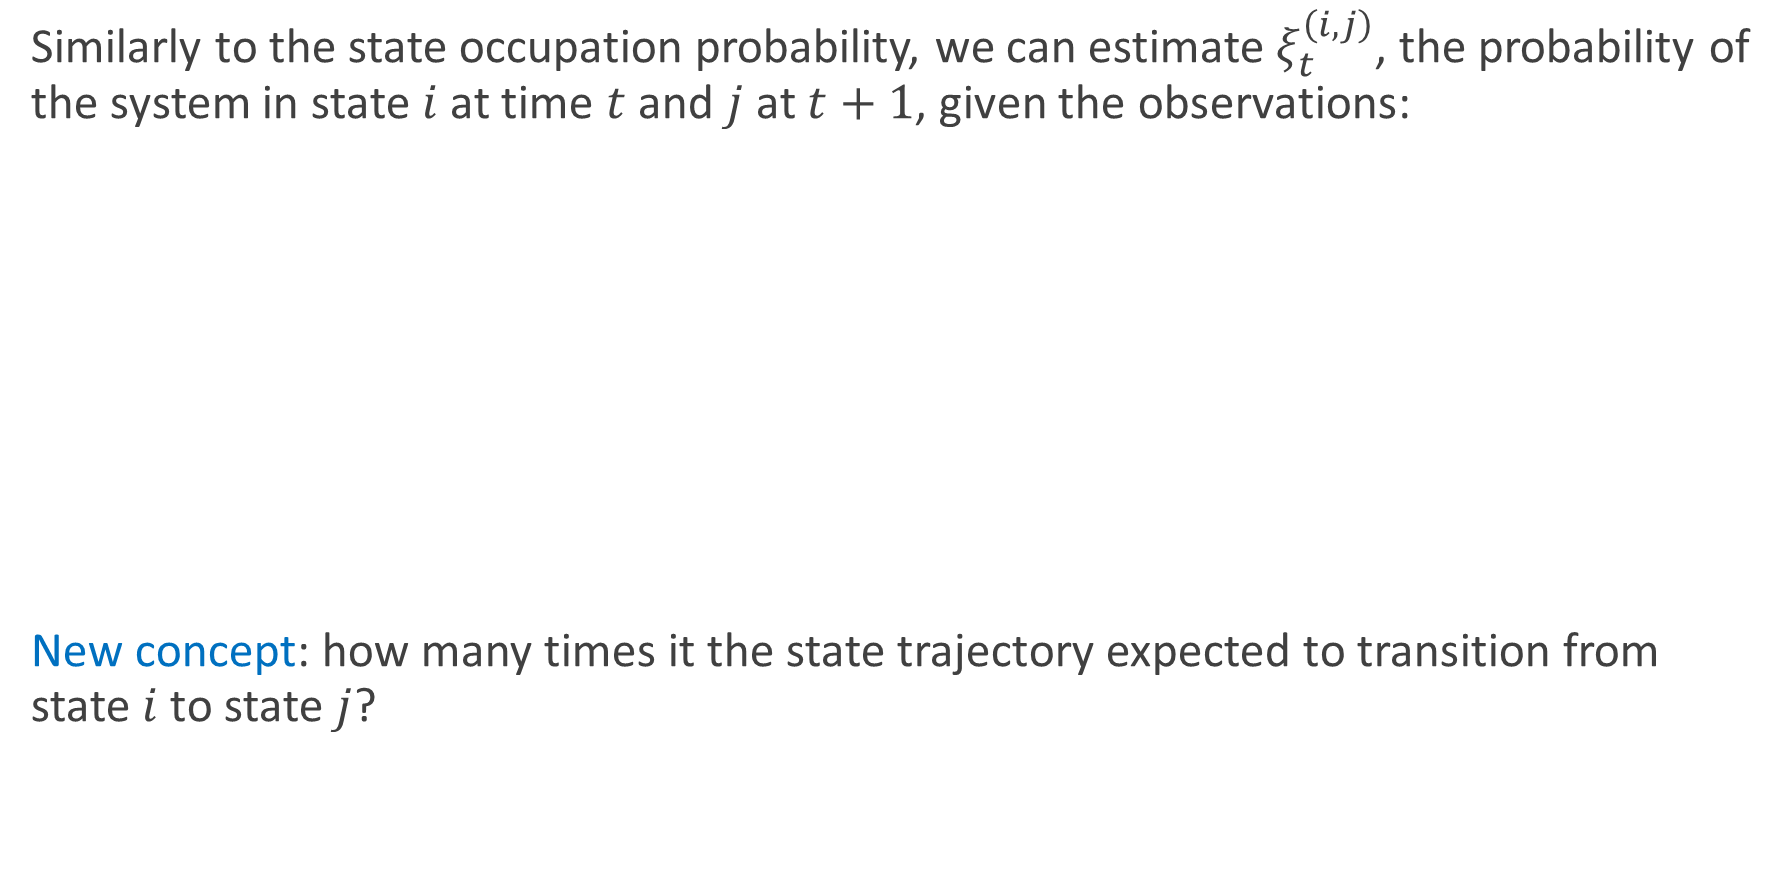 Similarly to the state occupation probability, we can estimate ξ_t^(i,j), the probability of
the system in state i at time t and j at t + 1, given the observations:
New concept: how many times it the state trajectory expected to transition from
state i to state j?